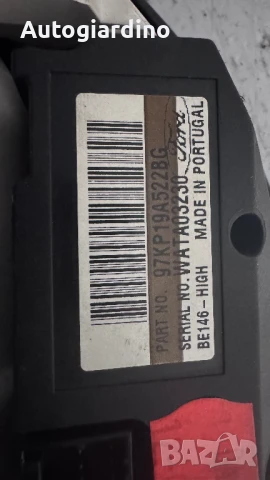 Autogiardino
PART NO. 97KP19A522BG
SERIAL NO. WATA03230
Ford
BE146-HIGH MADE IN PORTUGAL
BAZAR